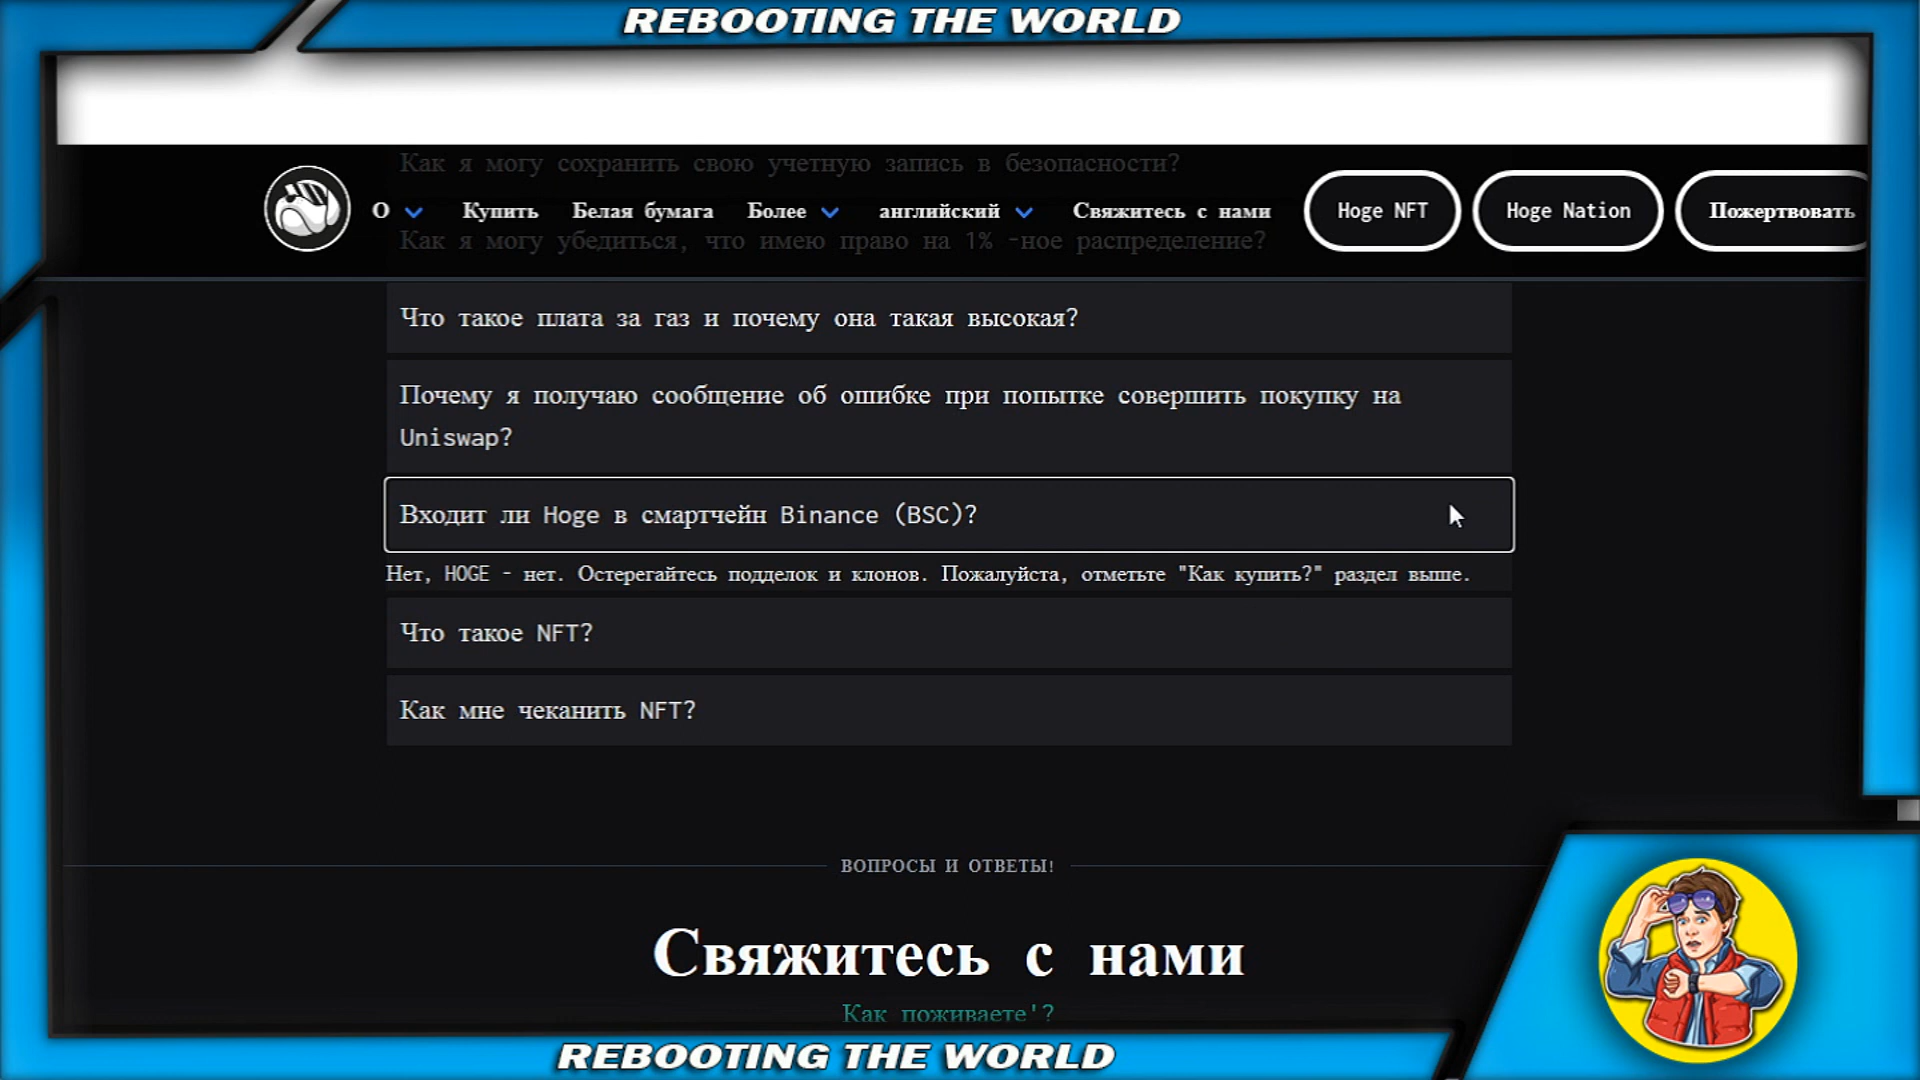 REBOOTING THE WORLD
Как я могу сохранить свою учетную запись в безопасности?
О Купить Белая бумага Более английский Свяжитесь с нами Hoge NFT Hoge Nation Пожертвовать
Как я могу убедиться, что имею право на 1% -ное распределение?
Что такое плата за газ и почему она такая высокая?
Почему я получаю сообщение об ошибке при попытке совершить покупку на
Uniswap?
Входит ли Hoge в смартчейн Binance (BSC)?
Нет, HOGE - нет. Остерегайтесь подделок и клонов. Пожалуйста, отметьте "Как купить?" раздел выше.
Что такое NFT?
Как мне чеканить NFT?
ВОПРОСЫ И ОТВЕТЫ!
Свяжитесь с нами
Как поживаете'?
REBOOTING THE WORLD